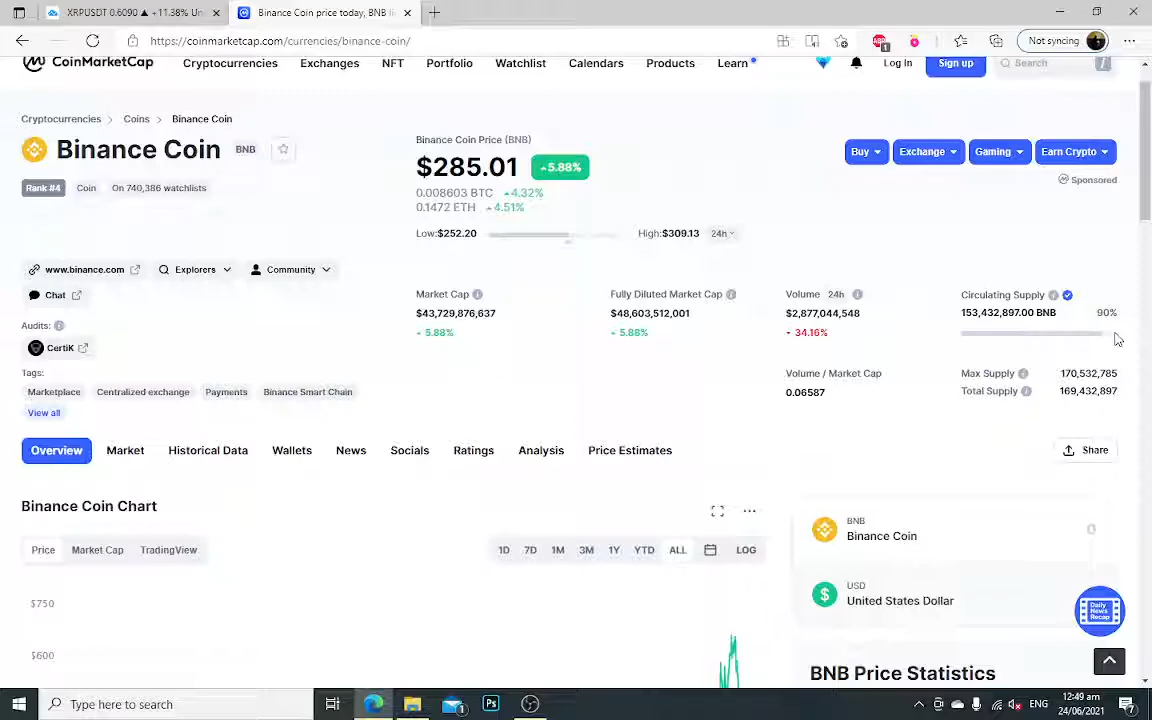 XRPUSDT 0.6090 ▲ +11.38% Un
Binance Coin price today, BNB li
https://coinmarketcap.com/currencies/binance-coin/
1
Not syncing
CoinMarketCap Cryptocurrencies Exchanges NFT Portfolio Watchlist Calendars Products Learn Log In Sign up Search /
Cryptocurrencies > Coins > Binance Coin
Binance Coin BNB
Rank #4 Coin On 740,386 watchlists
Binance Coin Price (BNB)
$285.01 5.88%
0.008603 BTC 4.32%
0.1472 ETH 4.51%
Low:$252.20 High:$309.13 24h
Buy Exchange Gaming Earn Crypto
Sponsored
www.binance.com Explorers Community
Chat
Audits:
CertiK
Tags:
Marketplace Centralized exchange Payments Binance Smart Chain
View all
Market Cap
$43,729,876,637
5.88%
Fully Diluted Market Cap
$48,603,512,001
5.88%
Volume 24h
$2,877,044,548
34.16%
Volume / Market Cap
0.06587
Circulating Supply
153,432,897.00 BNB 90%
Max Supply 170,532,785
Total Supply 169,432,897
Overview Market Historical Data Wallets News Socials Ratings Analysis Price Estimates
Share
Binance Coin Chart
Price Market Cap TradingView
1D 7D 1M 3M 1Y YTD ALL LOG
$750
$600
BNB
Binance Coin
0
USD
United States Dollar
Daily
News
Recap
BNB Price Statistics
Type here to search
1
Ps
ENG
12:49 am
24/06/2021
7